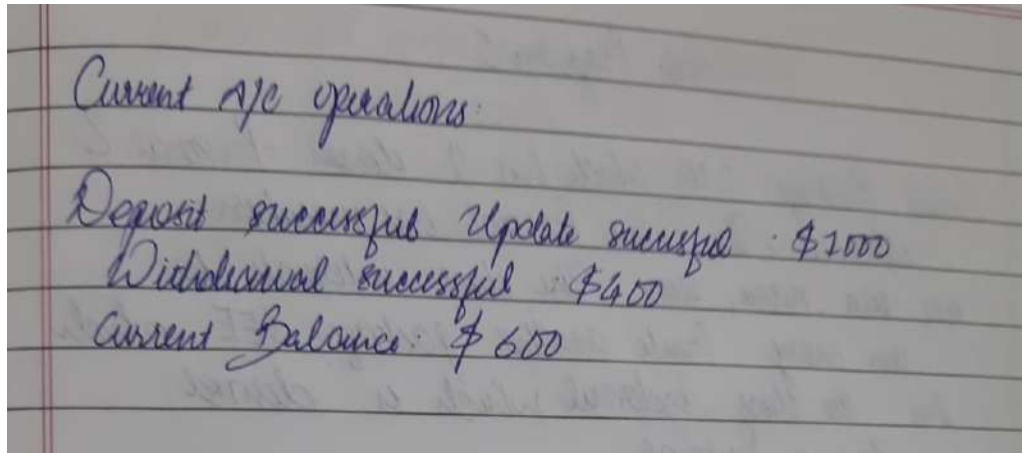 Current A/c operations:
Deposit successful Update successful : $1000
Withdrawal successful : $400
Current Balance: $600